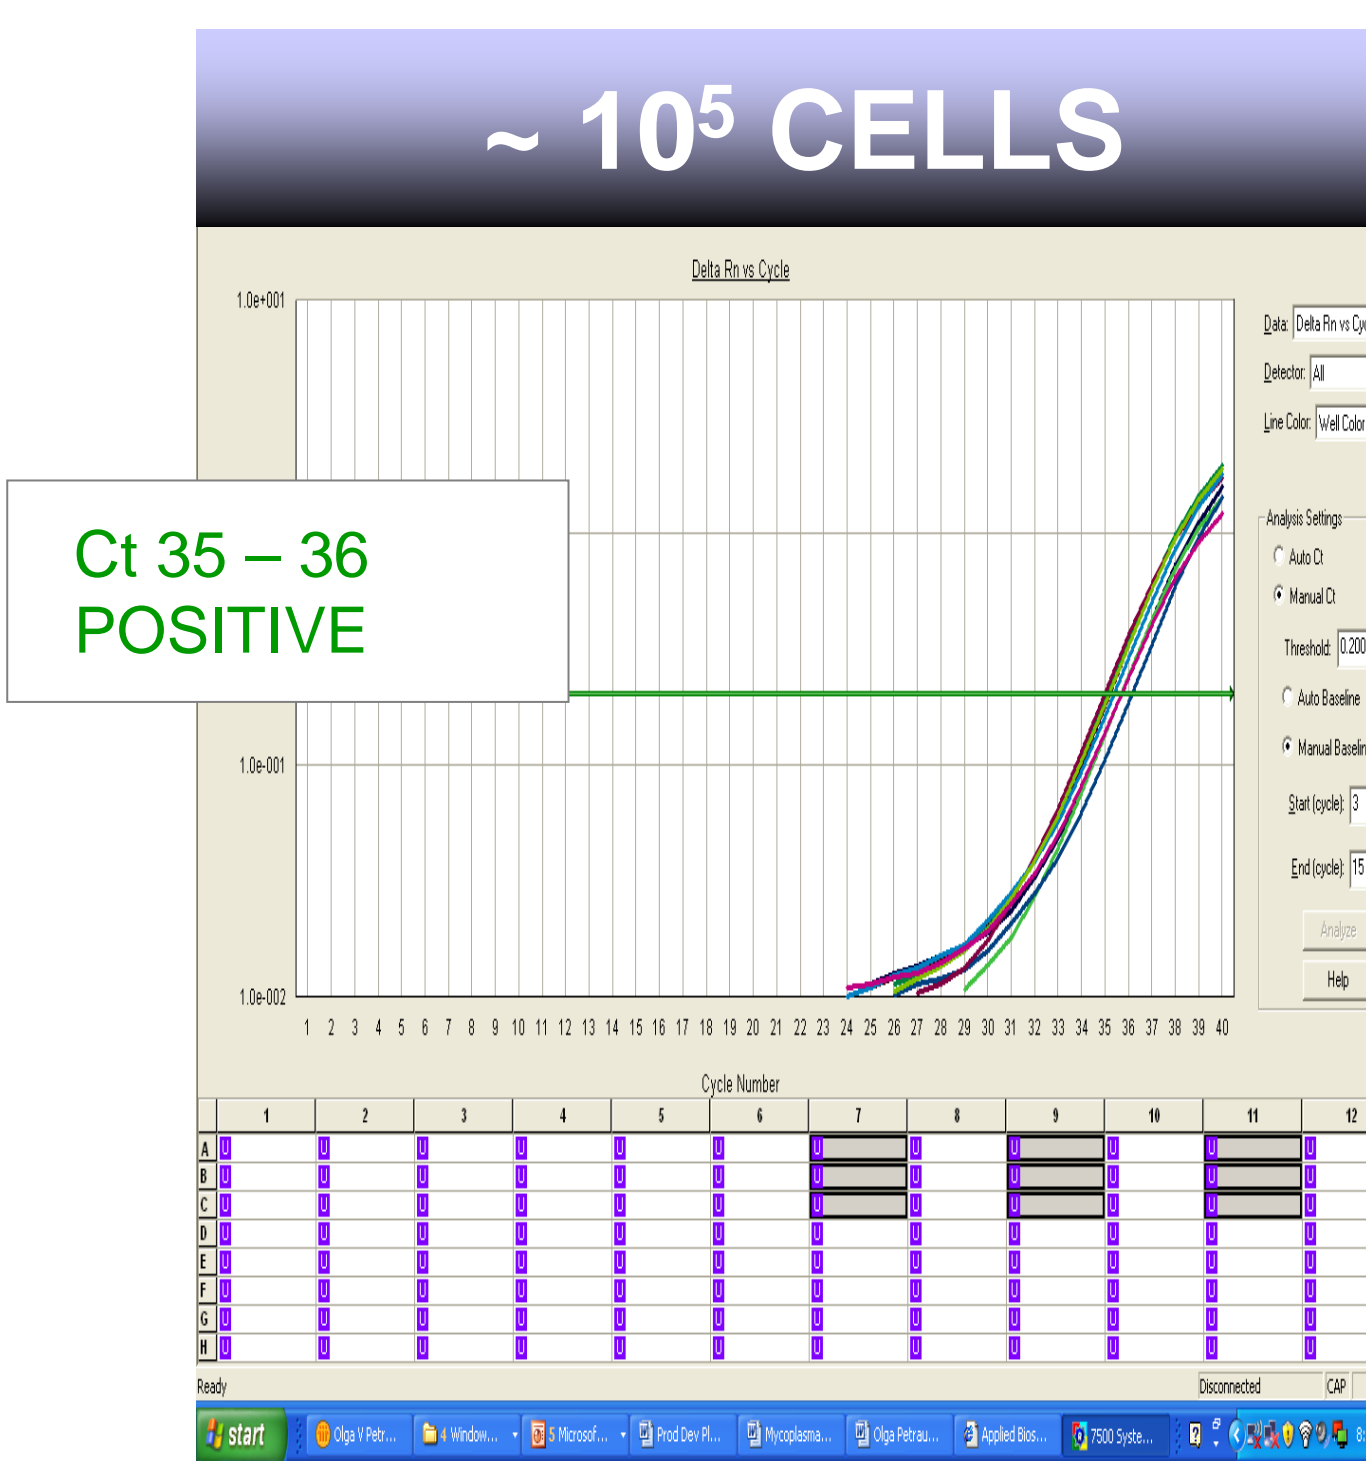 ~ 10⁵ CELLS
Delta Rn vs Cycle
1.0e+001
Data: Delta Rn vs Cy
Detector: All
Line Color: Well Color
Ct 35 – 36
POSITIVE
Analysis Settings
Auto Ct
Manual Ct
Threshold: 0.200
Auto Baseline
Manual Baselin
1.0e-001
Start (cycle): 3
End (cycle): 15
Analyze
Help
1.0e-002
1 2 3 4 5 6 7 8 9 10 11 12 13 14 15 16 17 18 19 20 21 22 23 24 25 26 27 28 29 30 31 32 33 34 35 36 37 38 39 40
Cycle Number
1 2 3 4 5 6 7 8 9 10 11 12
A U U U U U U U U U U U U
B U U U U U U U U U U U U
C U U U U U U U U U U U U
D U U U U U U U U U U U U
E U U U U U U U U U U U U
F U U U U U U U U U U U U
G U U U U U U U U U U U U
H U U U U U U U U U U U U
Ready Disconnected CAP
start Olga V Petr... 4 Window... 5 Microsof... Prod Dev Pl... Mycoplasma... Olga Petrau... Applied Bios... 7500 Syste... 8: